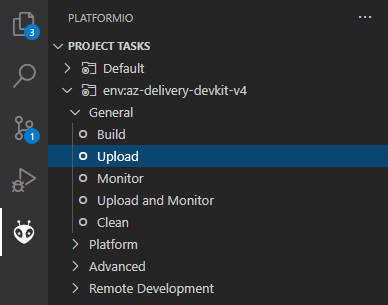 PLATFORMIO
PROJECT TASKS
Default
env:az-delivery-devkit-v4
General
Build
Upload
Monitor
Upload and Monitor
Clean
Platform
Advanced
Remote Development
3
1